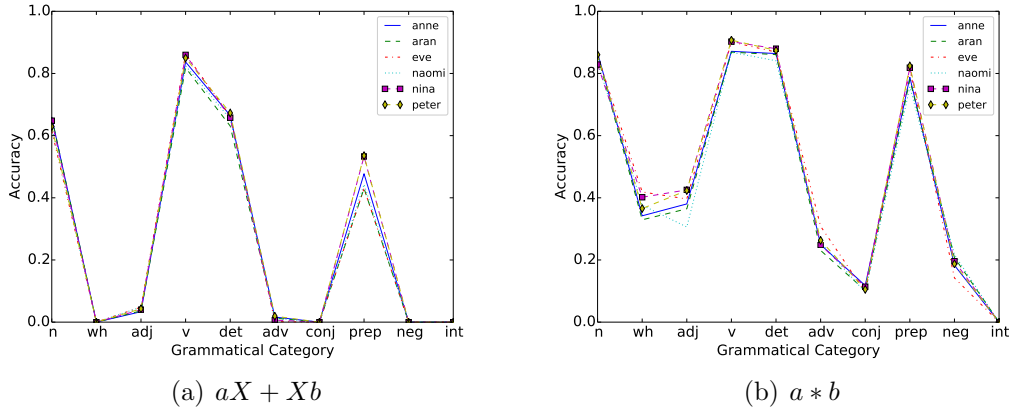 1.0
0.8
0.6
0.4
0.2
0.0
Accuracy
n wh adj v det adv conj prep neg int
Grammatical Category
anne
aran
eve
naomi
nina
peter
(a) aX + Xb
1.0
0.8
0.6
0.4
0.2
0.0
Accuracy
n wh adj v det adv conj prep neg int
Grammatical Category
anne
aran
eve
naomi
nina
peter
(b) a ∗ b